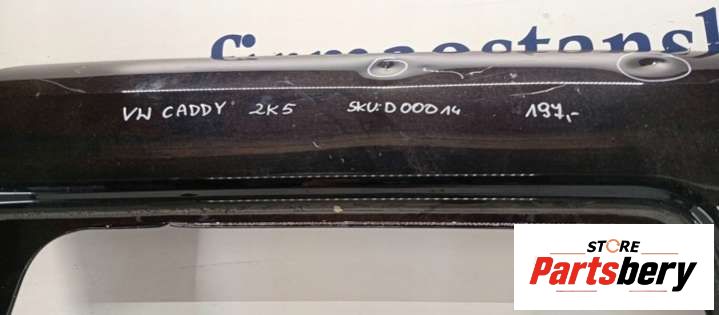 VW CADDY 2K5 SKU:D00014 197,-
STORE
Partsbery